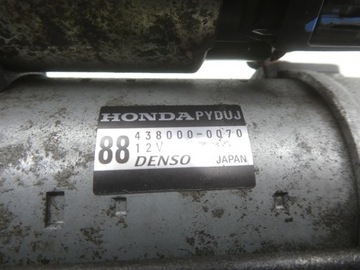 HONDA PYDUJ
88 438000-0070
12V
DENSO JAPAN